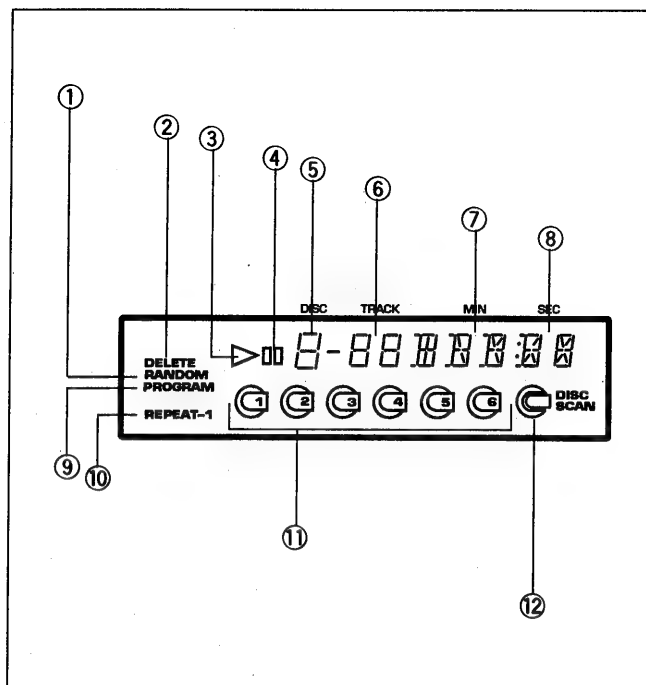 ①
②
③
④
⑤
⑥
⑦
⑧
DISC TRACK MIN SEC
DELETE
RANDOM
PROGRAM
REPEAT-1
1 2 3 4 5 6
DISC
SCAN
⑨
⑩
⑪
⑫